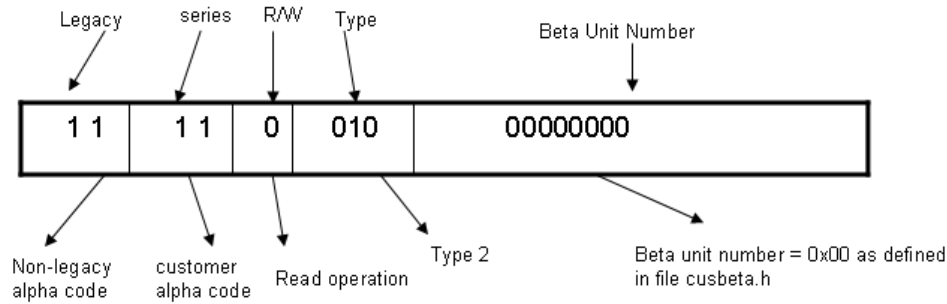 Legacy
series
R/W
Type
Beta Unit Number
1 1
1 1
0
010
00000000
Non-legacy
alpha code
customer
alpha code
Read operation
Type 2
Beta unit number = 0x00 as defined
in file cusbeta.h